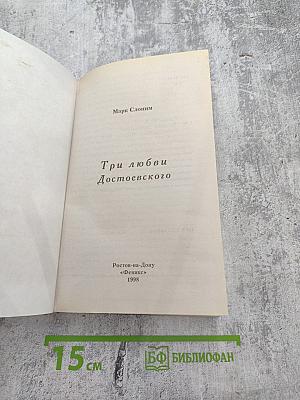 Марк Слоним
Три любви
Достоевского
Ростов-на-Дону
«Феникс»
1998
15 см
БФ БИБЛИОФАН